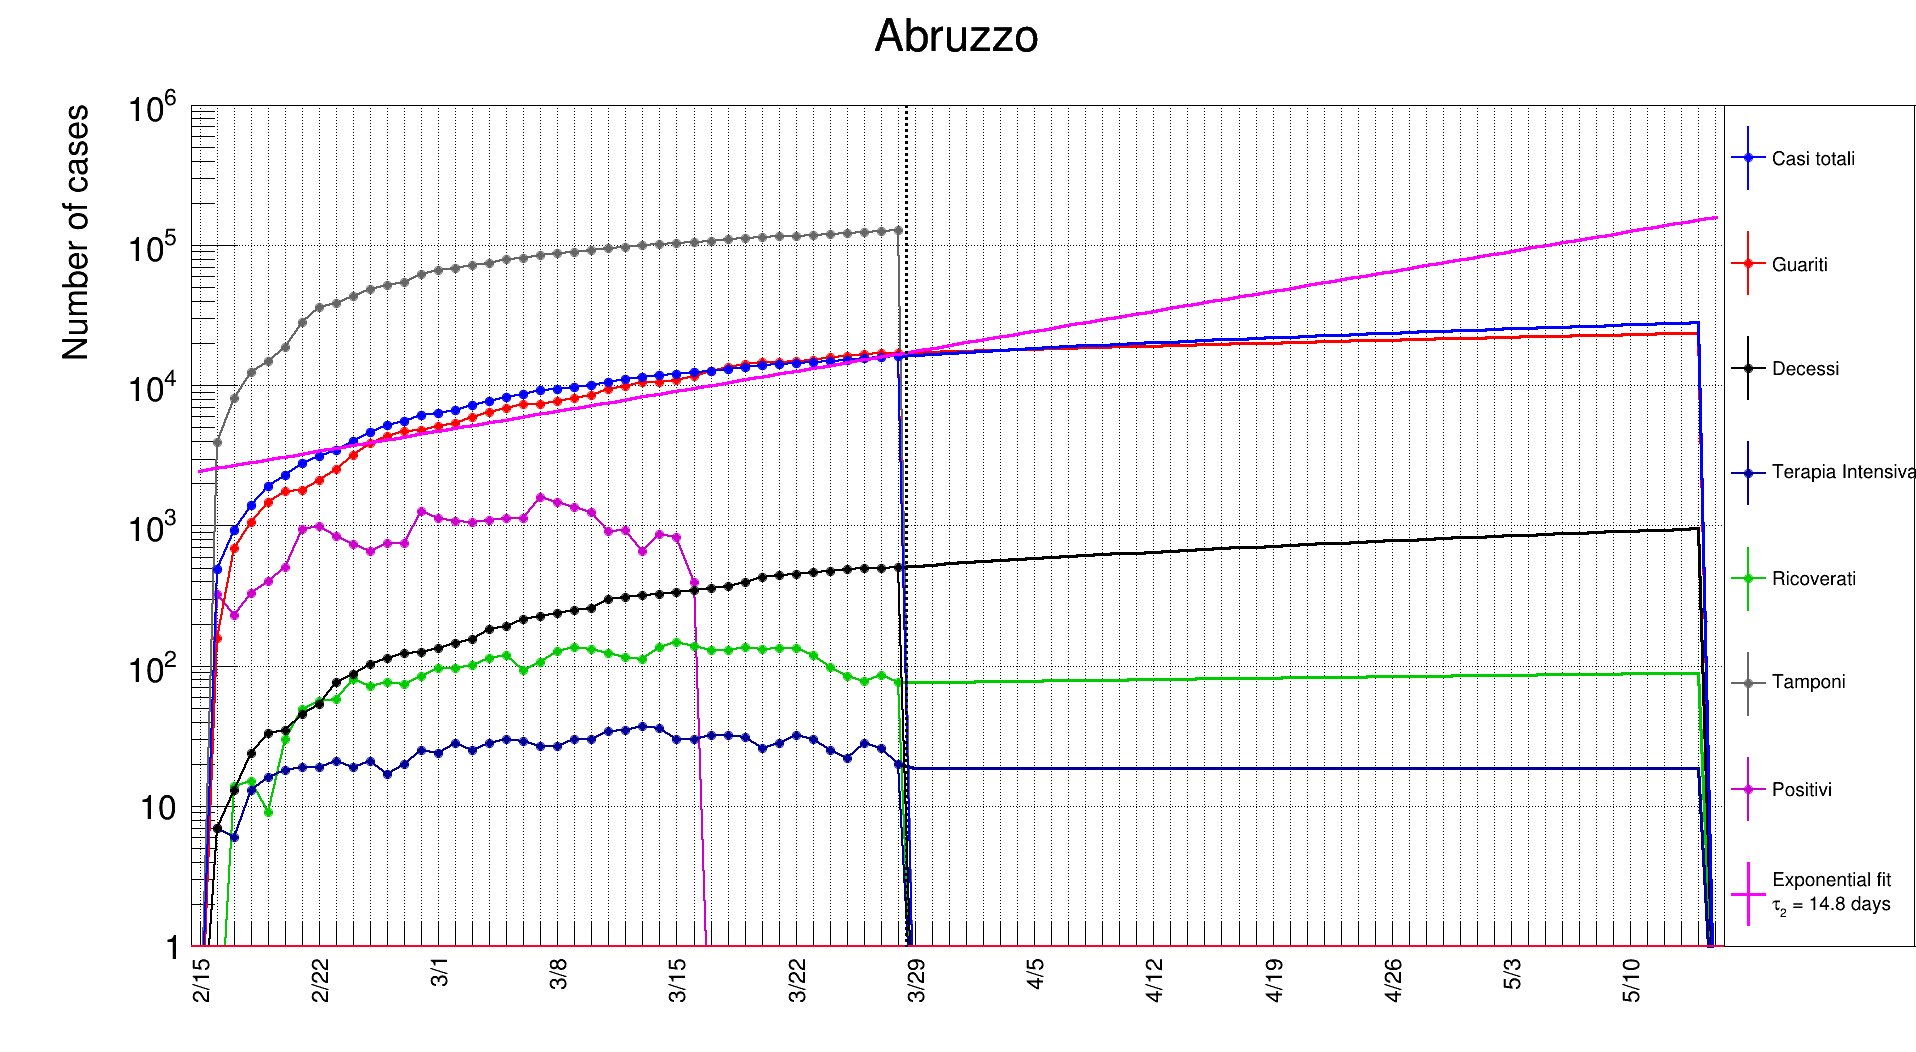 Abruzzo
Number of cases
10^6
10^5
10^4
10^3
10^2
10
1
2/15
2/22
3/1
3/8
3/15
3/22
3/29
4/5
4/12
4/19
4/26
5/3
5/10
Casi totali
Guariti
Decessi
Terapia Intensiva
Ricoverati
Tamponi
Positivi
Exponential fit
τ₂ = 14.8 days